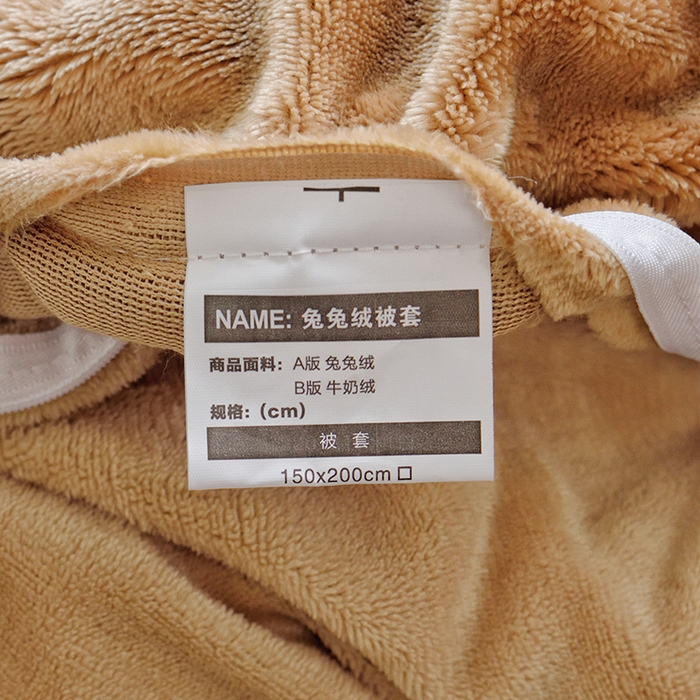 NAME: 兔兔绒被套
商品面料: A版 兔兔绒
B版 牛奶绒
规格: (cm)
被 套
150x200cm □